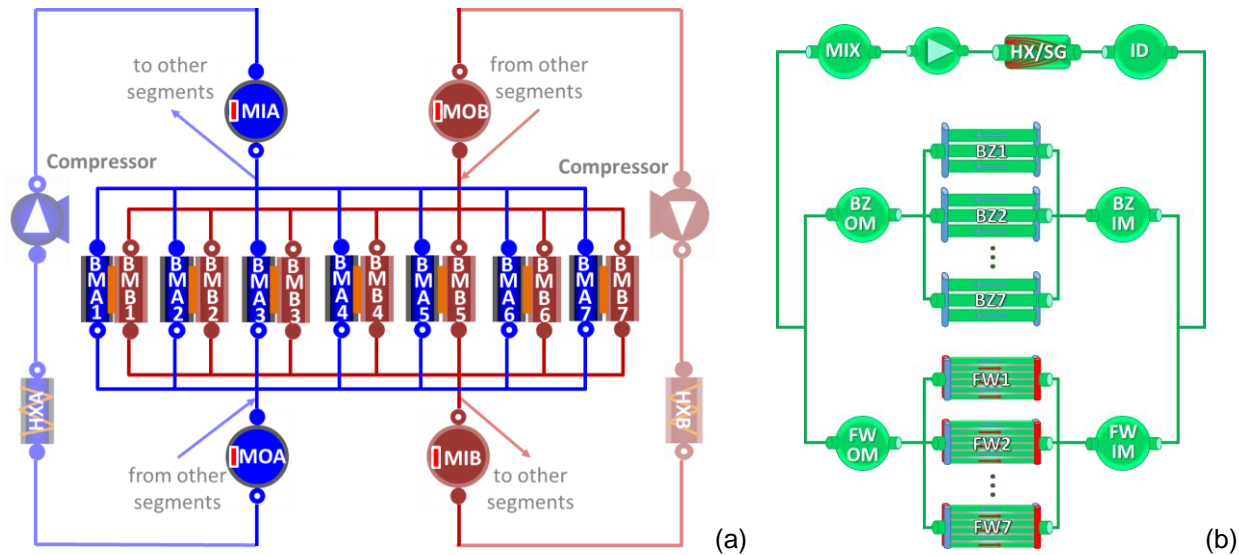 MIA
MOB
to other
segments
from other
segments
Compressor
Compressor
BMA1
BMB1
BMA2
BMB2
BMA3
BMB3
BMA4
BMB4
BMA5
BMB5
BMA6
BMB6
BMA7
BMB7
HXA
HXB
MOA
MIB
from other
segments
to other
segments
(a)
MIX
HX/SG
ID
BZ1
BZ
OM
BZ2
BZ
IM
BZ7
FW1
FW
OM
FW2
FW
IM
FW7
(b)